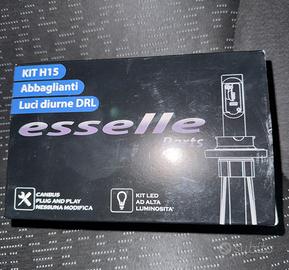 KIT H15
Abbaglianti
Luci diurne DRL
esselle
Parts
CANBUS
PLUG AND PLAY
NESSUNA MODIFICA
KIT LED
AD ALTA
LUMINOSITA'
subito